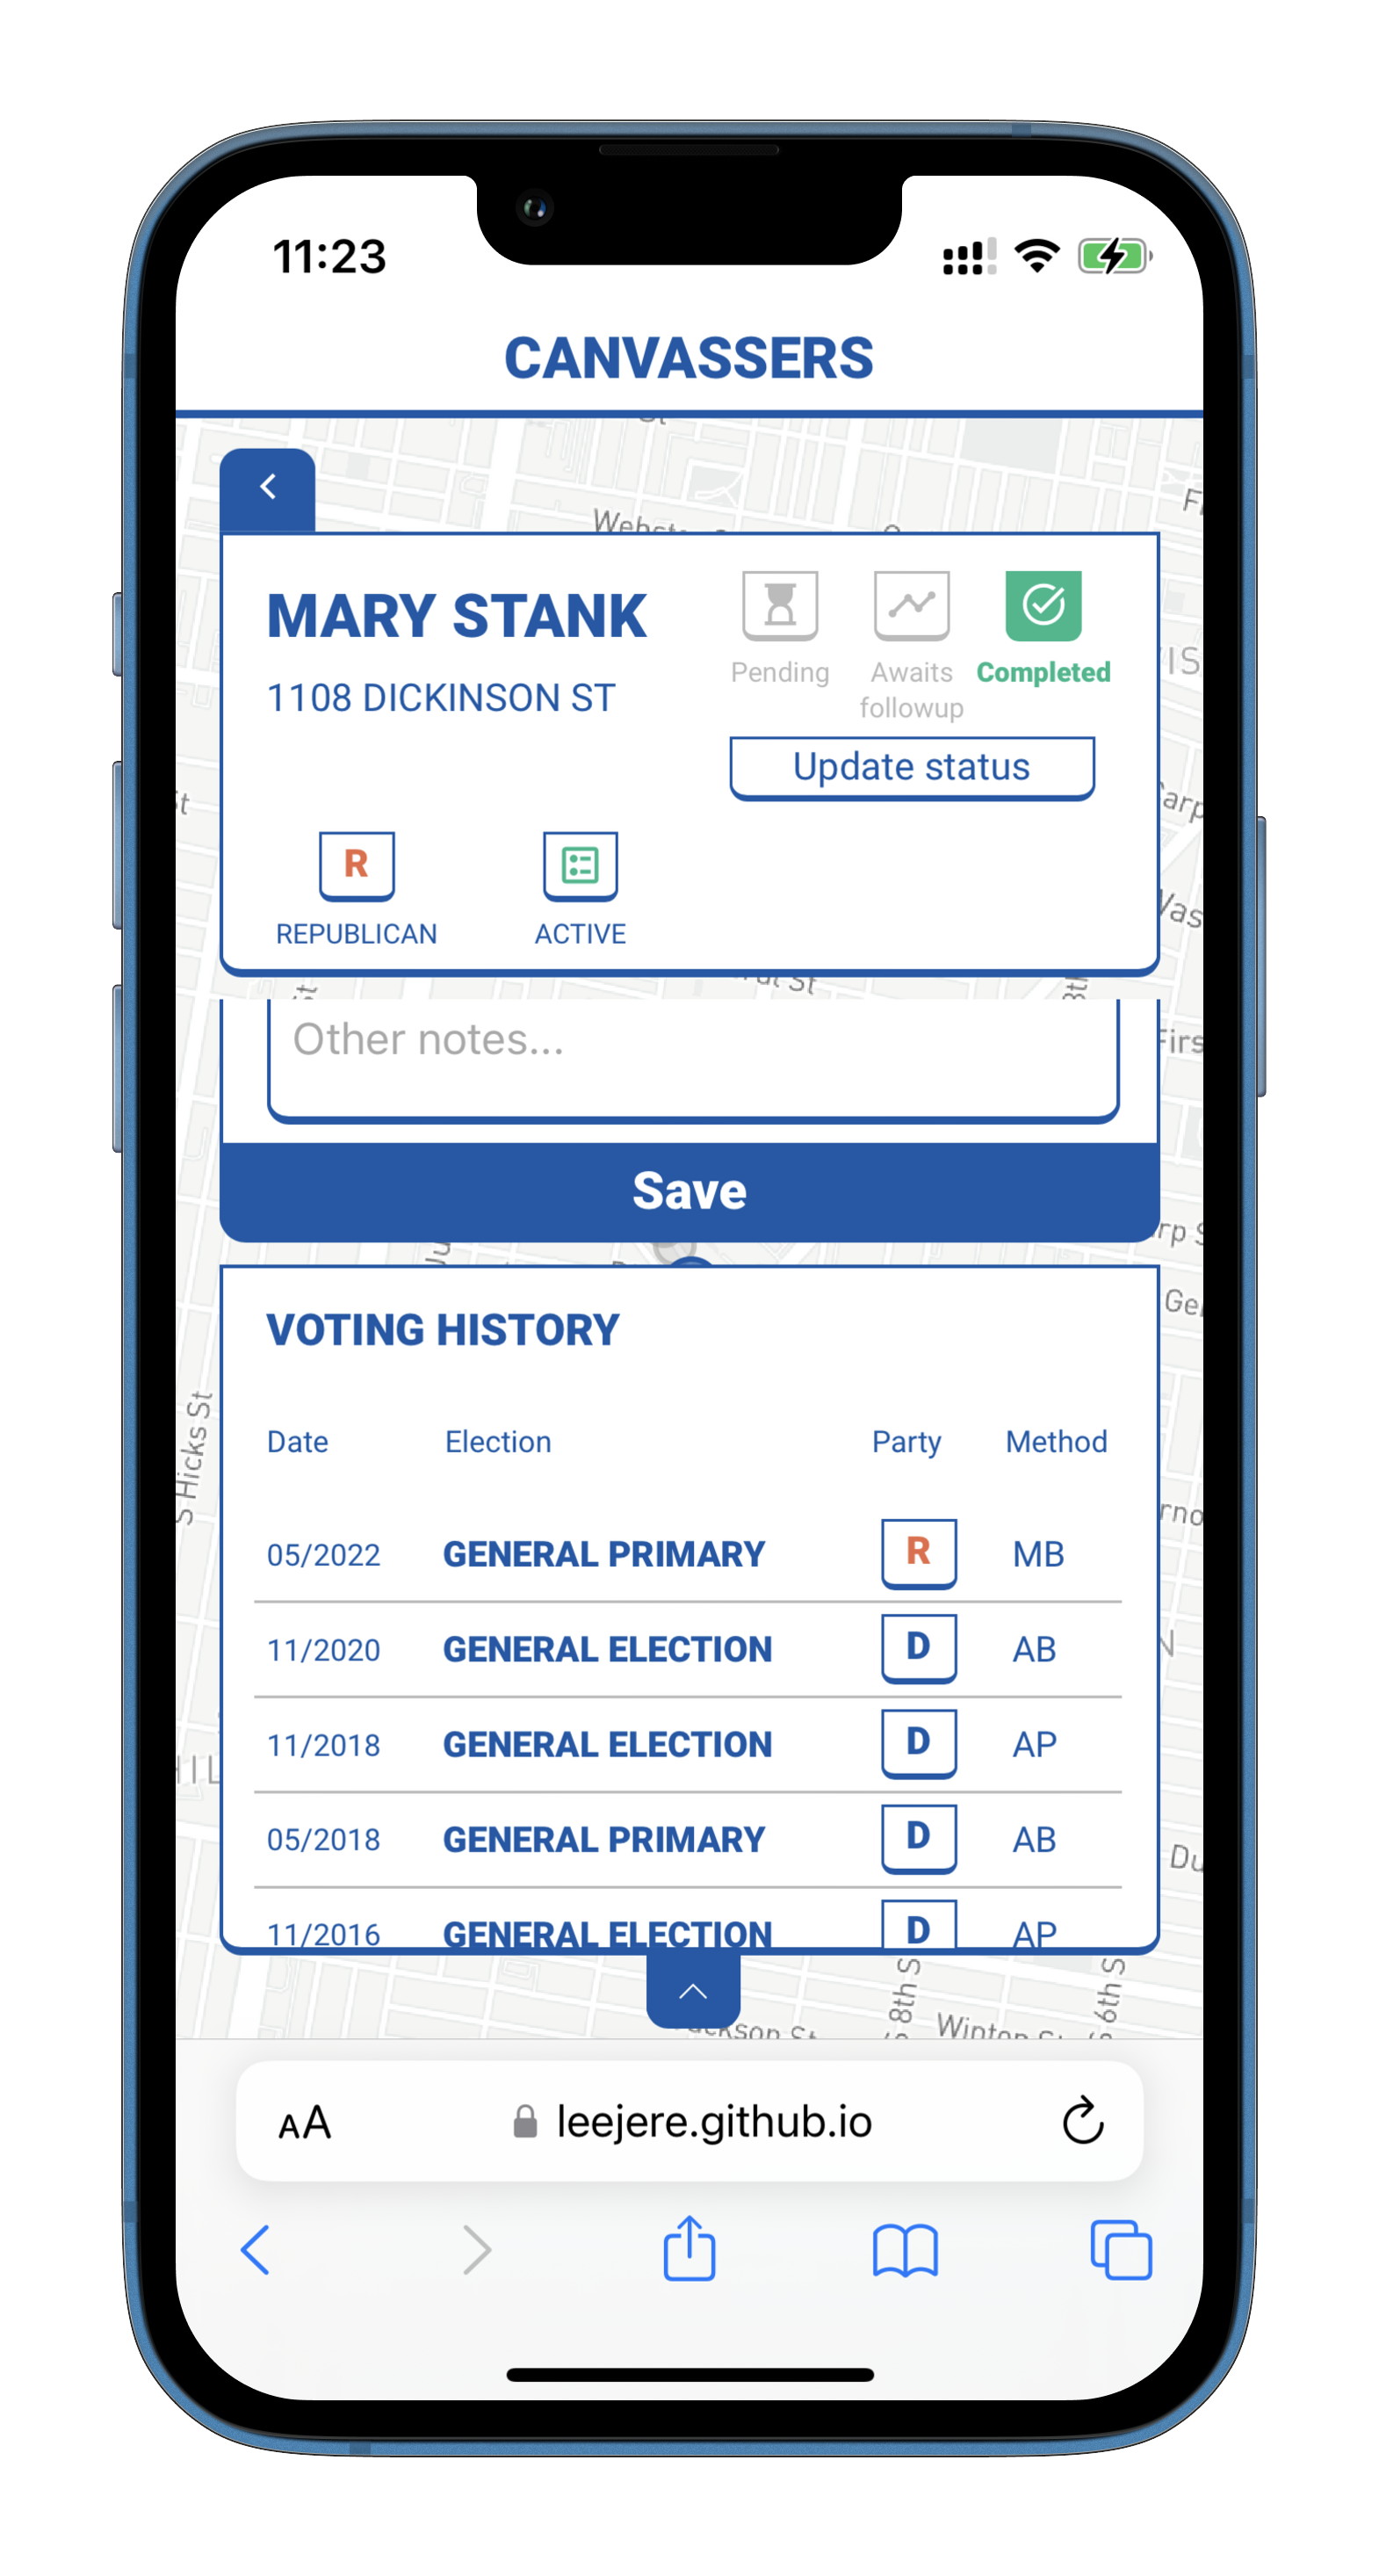 11:23
CANVASSERS
MARY STANK
1108 DICKINSON ST
Pending
Awaits
followup
Completed
Update status
R
REPUBLICAN
ACTIVE
Other notes...
Save
VOTING HISTORY
Date Election Party Method
05/2022 GENERAL PRIMARY R MB
11/2020 GENERAL ELECTION D AB
11/2018 GENERAL ELECTION D AP
05/2018 GENERAL PRIMARY D AB
11/2016 GENERAL ELECTION D AP
S Hicks St
AA leejere.github.io